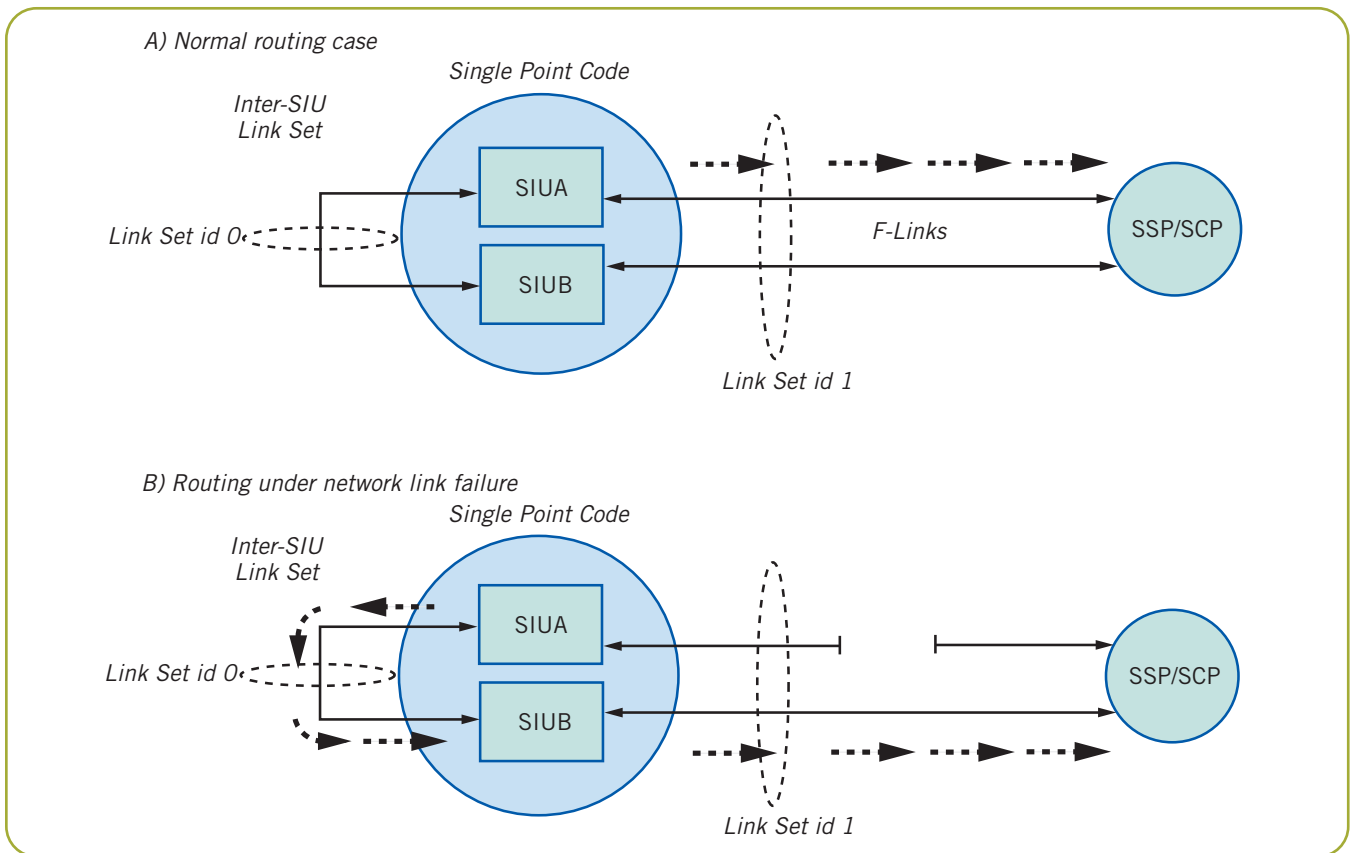 A) Normal routing case
Single Point Code
Inter-SIU
Link Set
SIUA
Link Set id 0
F-Links
SSP/SCP
SIUB
Link Set id 1
B) Routing under network link failure
Single Point Code
Inter-SIU
Link Set
SIUA
Link Set id 0
SSP/SCP
SIUB
Link Set id 1